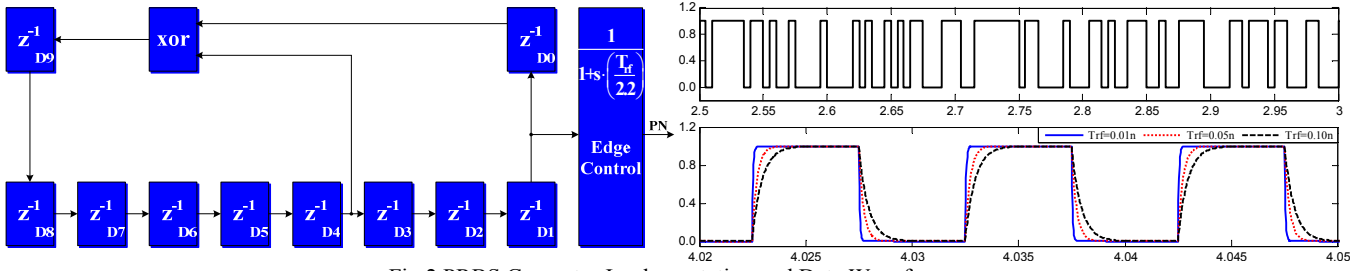 z⁻¹ D9
xor
z⁻¹ D0
z⁻¹ D8
z⁻¹ D7
z⁻¹ D6
z⁻¹ D5
z⁻¹ D4
z⁻¹ D3
z⁻¹ D2
z⁻¹ D1
1
1+s·(Trf/2.2)
Edge
Control
PN
1.2
0.8
0.4
0.0
2.5 2.55 2.6 2.65 2.7 2.75 2.8 2.85 2.9 2.95 3
Trf=0.01n Trf=0.05n Trf=0.10n
1.2
0.8
0.4
0.0
4.02 4.025 4.03 4.035 4.04 4.045 4.05